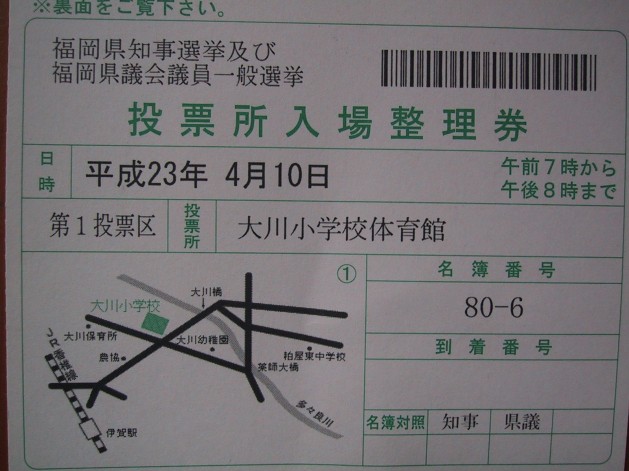 ※裏面をご覧下さい。
福岡県知事選挙及び
福岡県議会議員一般選挙
投票所入場整理券
日時
平成23年 4月10日
午前7時から
午後8時まで
第1投票区
投票所
大川小学校体育館
①
大川小学校
大川橋
大川保育所
大川幼稚園
農協
粕屋東中学校
薬師大橋
JR香椎線
多々良川
伊賀駅
名簿番号
80-6
到着番号
名簿対照
知事
県議